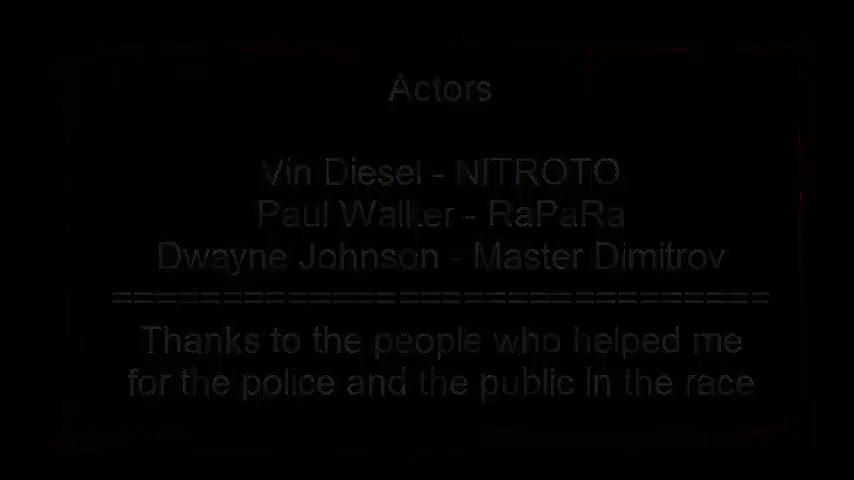 Actors
Vin Diesel - NITROTO
Paul Walker - RaPaRa
Dwayne Johnson - Master Dimitrov
==============================
Thanks to the people who helped me
for the police and the public in the race